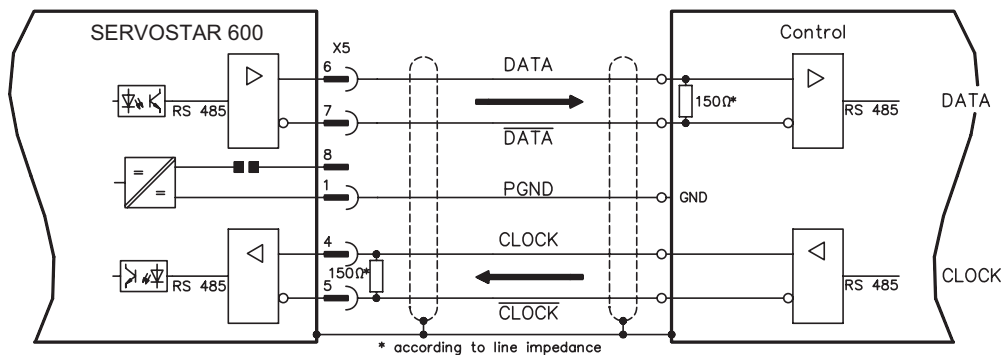 SERVOSTAR 600
Control
X5
6
DATA
RS 485
150Ω*
RS 485
DATA
7
DATA
8
=
=
1
PGND
GND
4
CLOCK
150Ω*
RS 485
RS 485
CLOCK
5
CLOCK
* according to line impedance